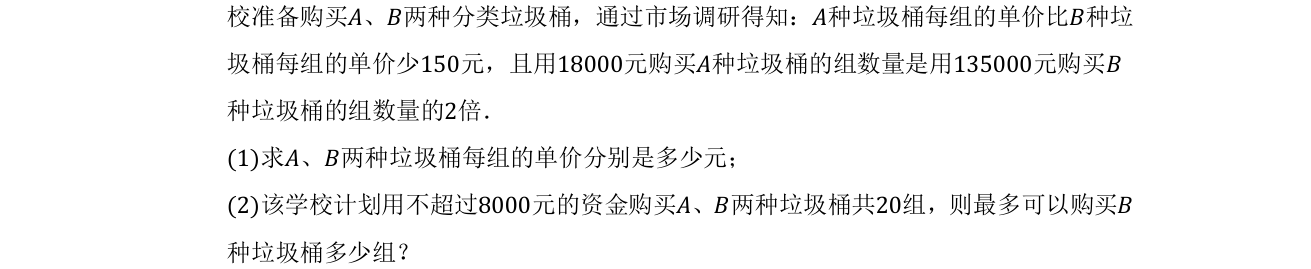 校准备购买A、B两种分类垃圾桶，通过市场调研得知：A种垃圾桶每组的单价比B种垃
圾桶每组的单价少150元，且用18000元购买A种垃圾桶的组数量是用135000元购买B
种垃圾桶的组数量的2倍．
(1)求A、B两种垃圾桶每组的单价分别是多少元；
(2)该学校计划用不超过8000元的资金购买A、B两种垃圾桶共20组，则最多可以购买B
种垃圾桶多少组？